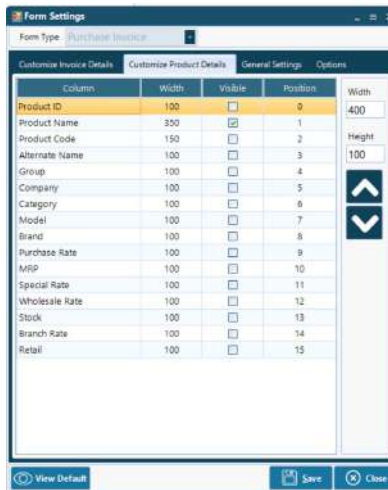 Form Settings
Form Type Purchase Invoice
Customize Invoice Details Customize Product Details General Settings Options
Column Width Visible Position
Product ID 100 0
Product Name 350 1
Product Code 150 2
Alternate Name 100 3
Group 100 4
Company 100 5
Category 100 6
Model 100 7
Brand 100 8
Purchase Rate 100 9
MRP 100 10
Special Rate 100 11
Wholesale Rate 100 12
Stock 100 13
Branch Rate 100 14
Retail 100 15
Width
400
Height
100
View Default Save Close